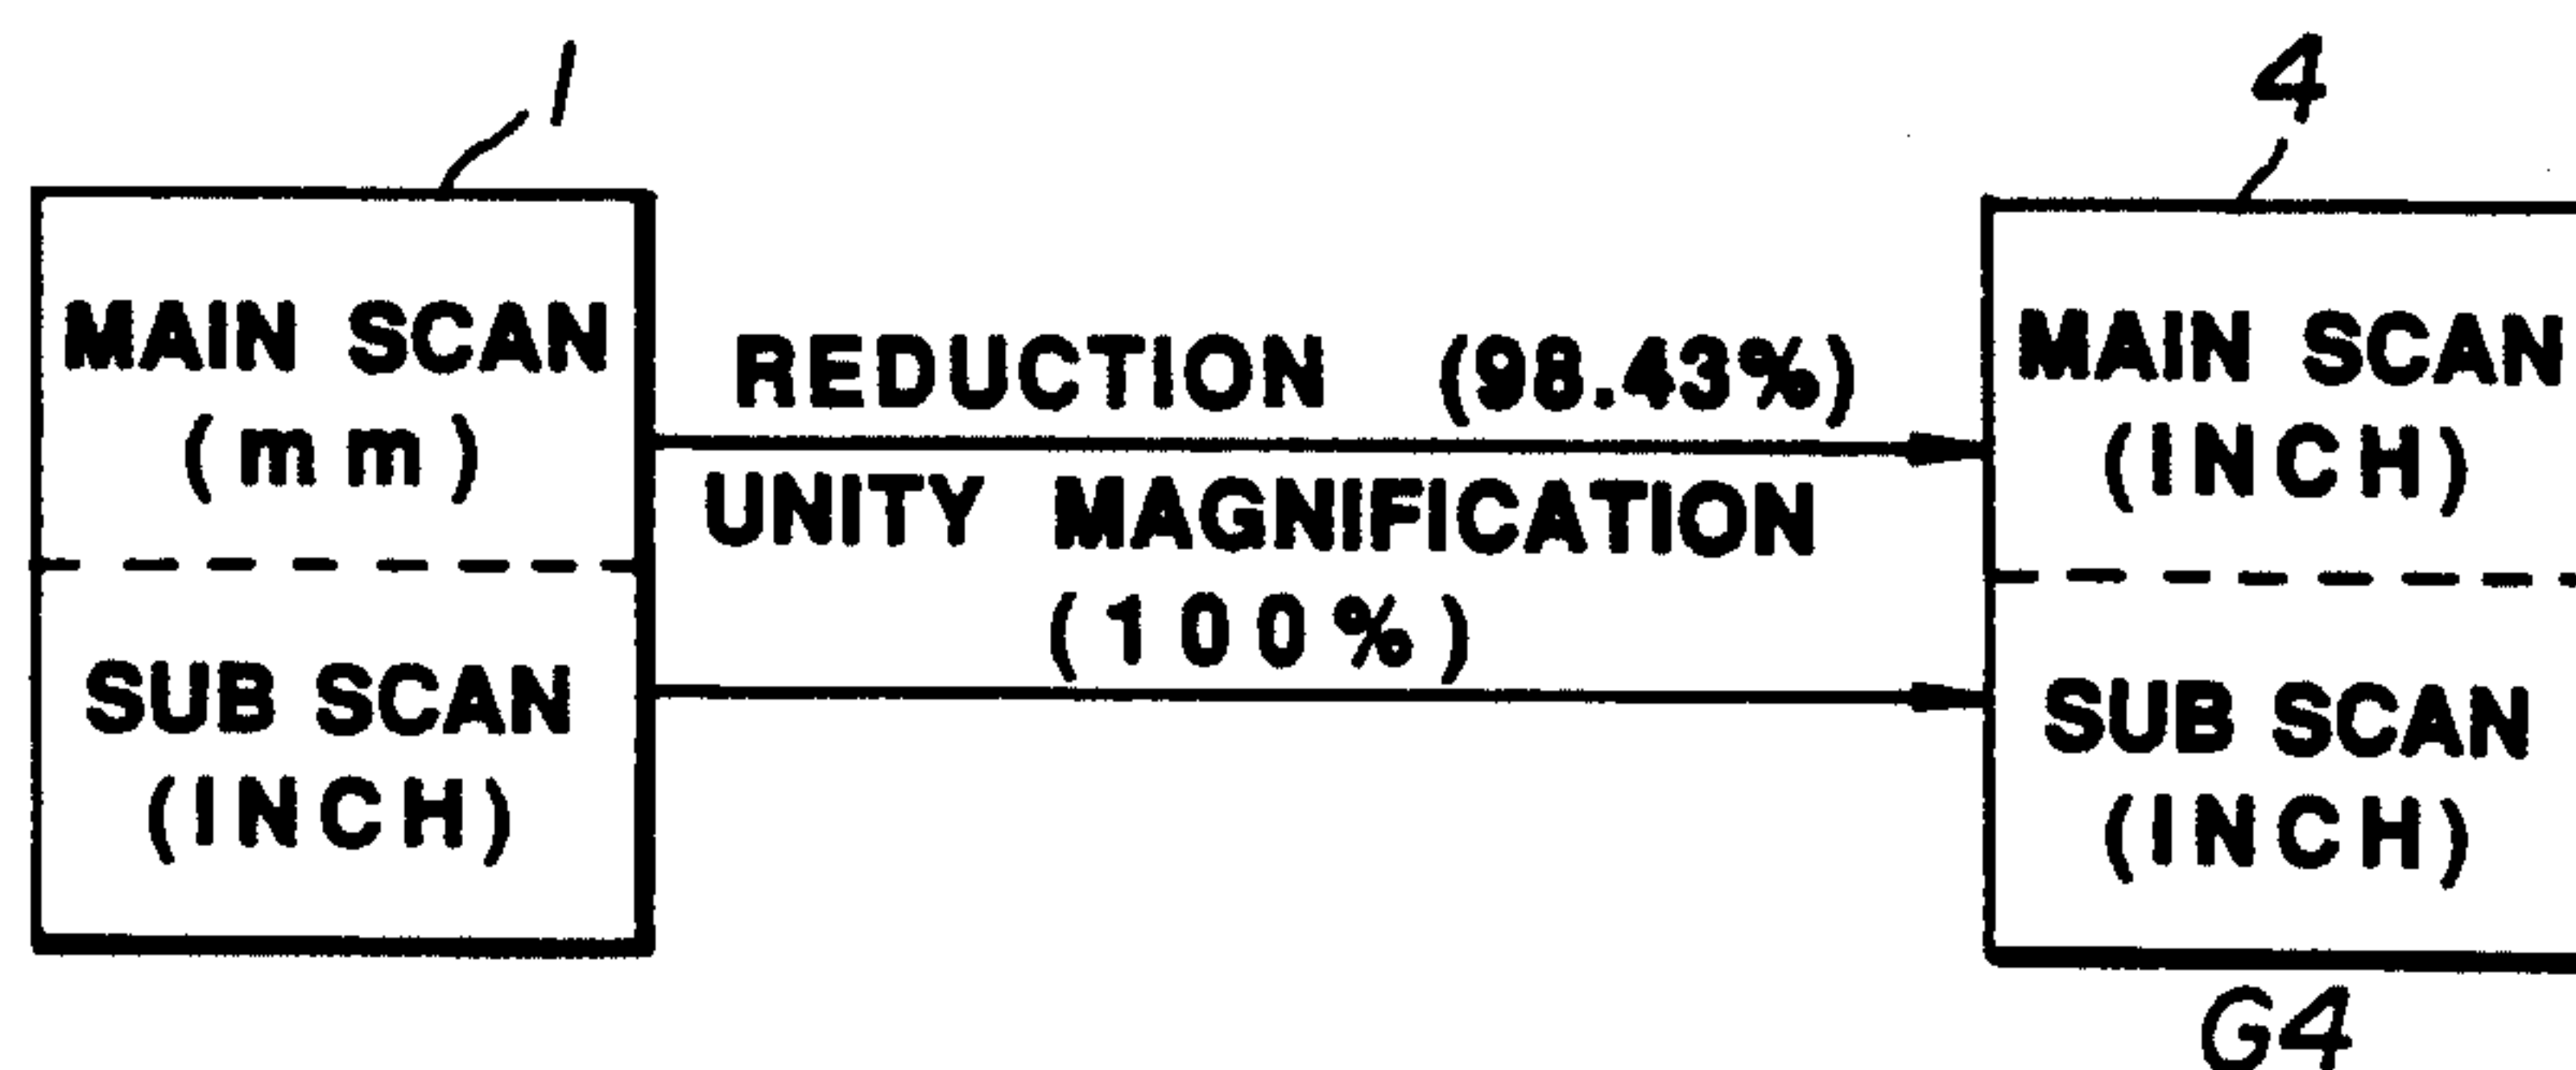 1
4
MAIN SCAN
(mm)
SUB SCAN
(INCH)
REDUCTION (98.43%)
UNITY MAGNIFICATION
(100%)
MAIN SCAN
(INCH)
SUB SCAN
(INCH)
G4